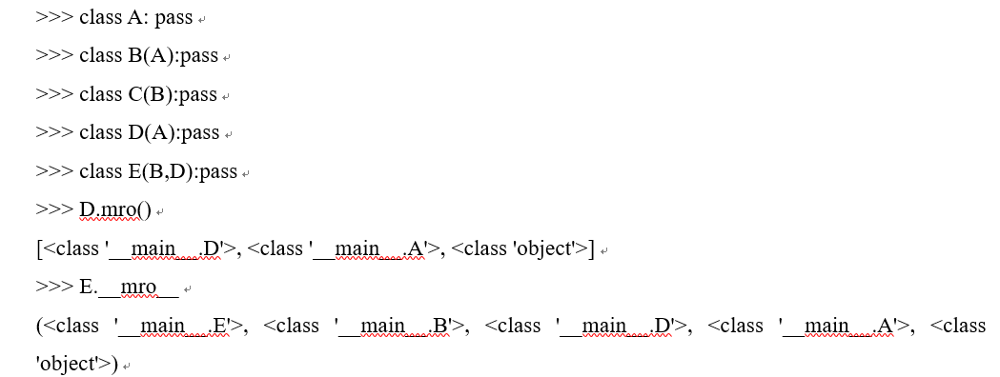 >>> class A: pass
>>> class B(A):pass
>>> class C(B):pass
>>> class D(A):pass
>>> class E(B,D):pass
>>> D.mro()
[<class '__main__.D'>, <class '__main__.A'>, <class 'object'>]
>>> E.__mro__
(<class '__main__.E'>, <class '__main__.B'>, <class '__main__.D'>, <class '__main__.A'>, <class
'object'>)